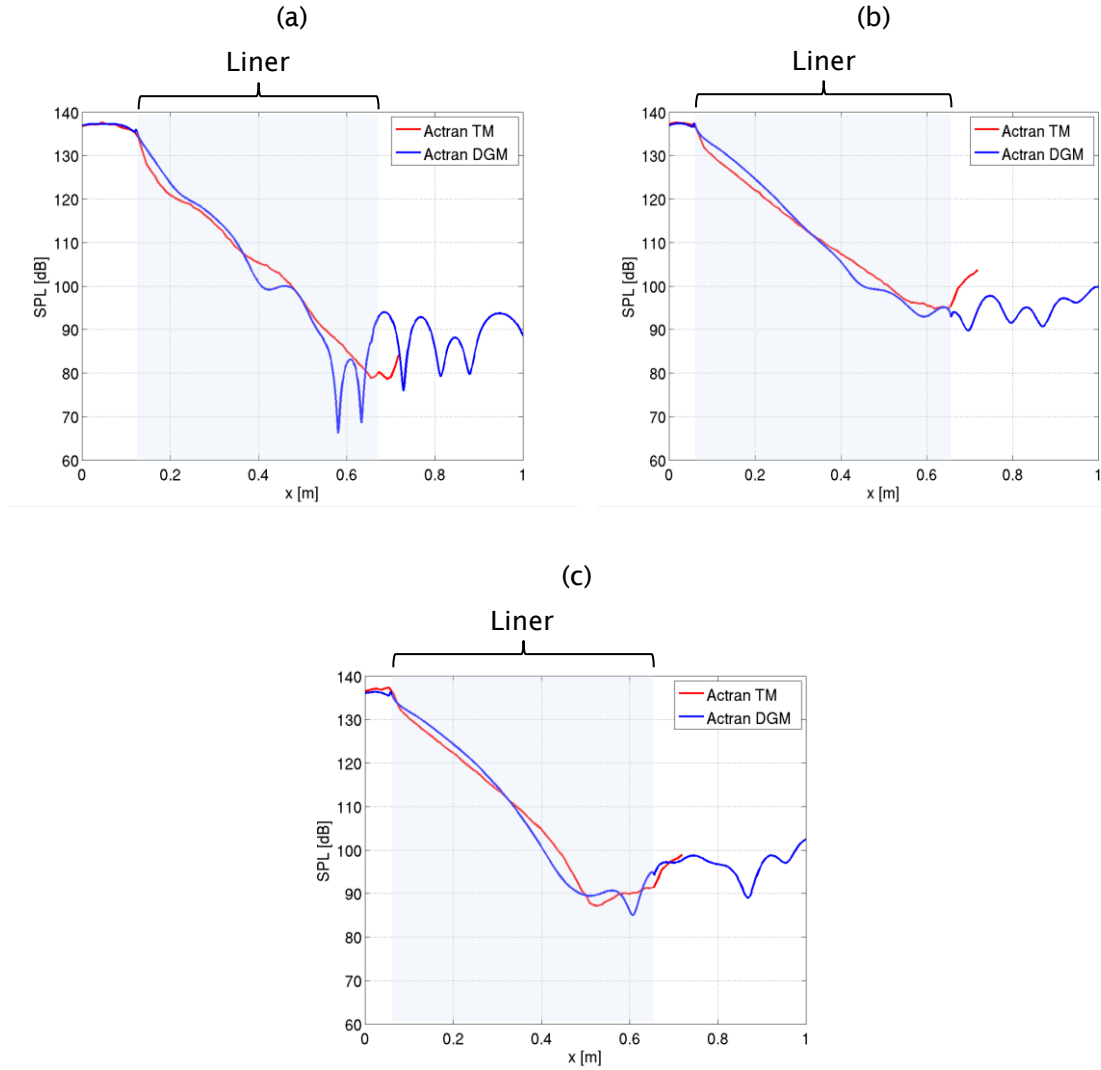 (a)
Liner
140
130
120
110
100
90
80
70
60
SPL [dB]
0 0.2 0.4 0.6 0.8 1
x [m]
Actran TM
Actran DGM
(b)
Liner
140
130
120
110
100
90
80
70
60
SPL [dB]
0 0.2 0.4 0.6 0.8 1
x [m]
Actran TM
Actran DGM
(c)
Liner
140
130
120
110
100
90
80
70
60
SPL [dB]
0 0.2 0.4 0.6 0.8 1
x [m]
Actran TM
Actran DGM